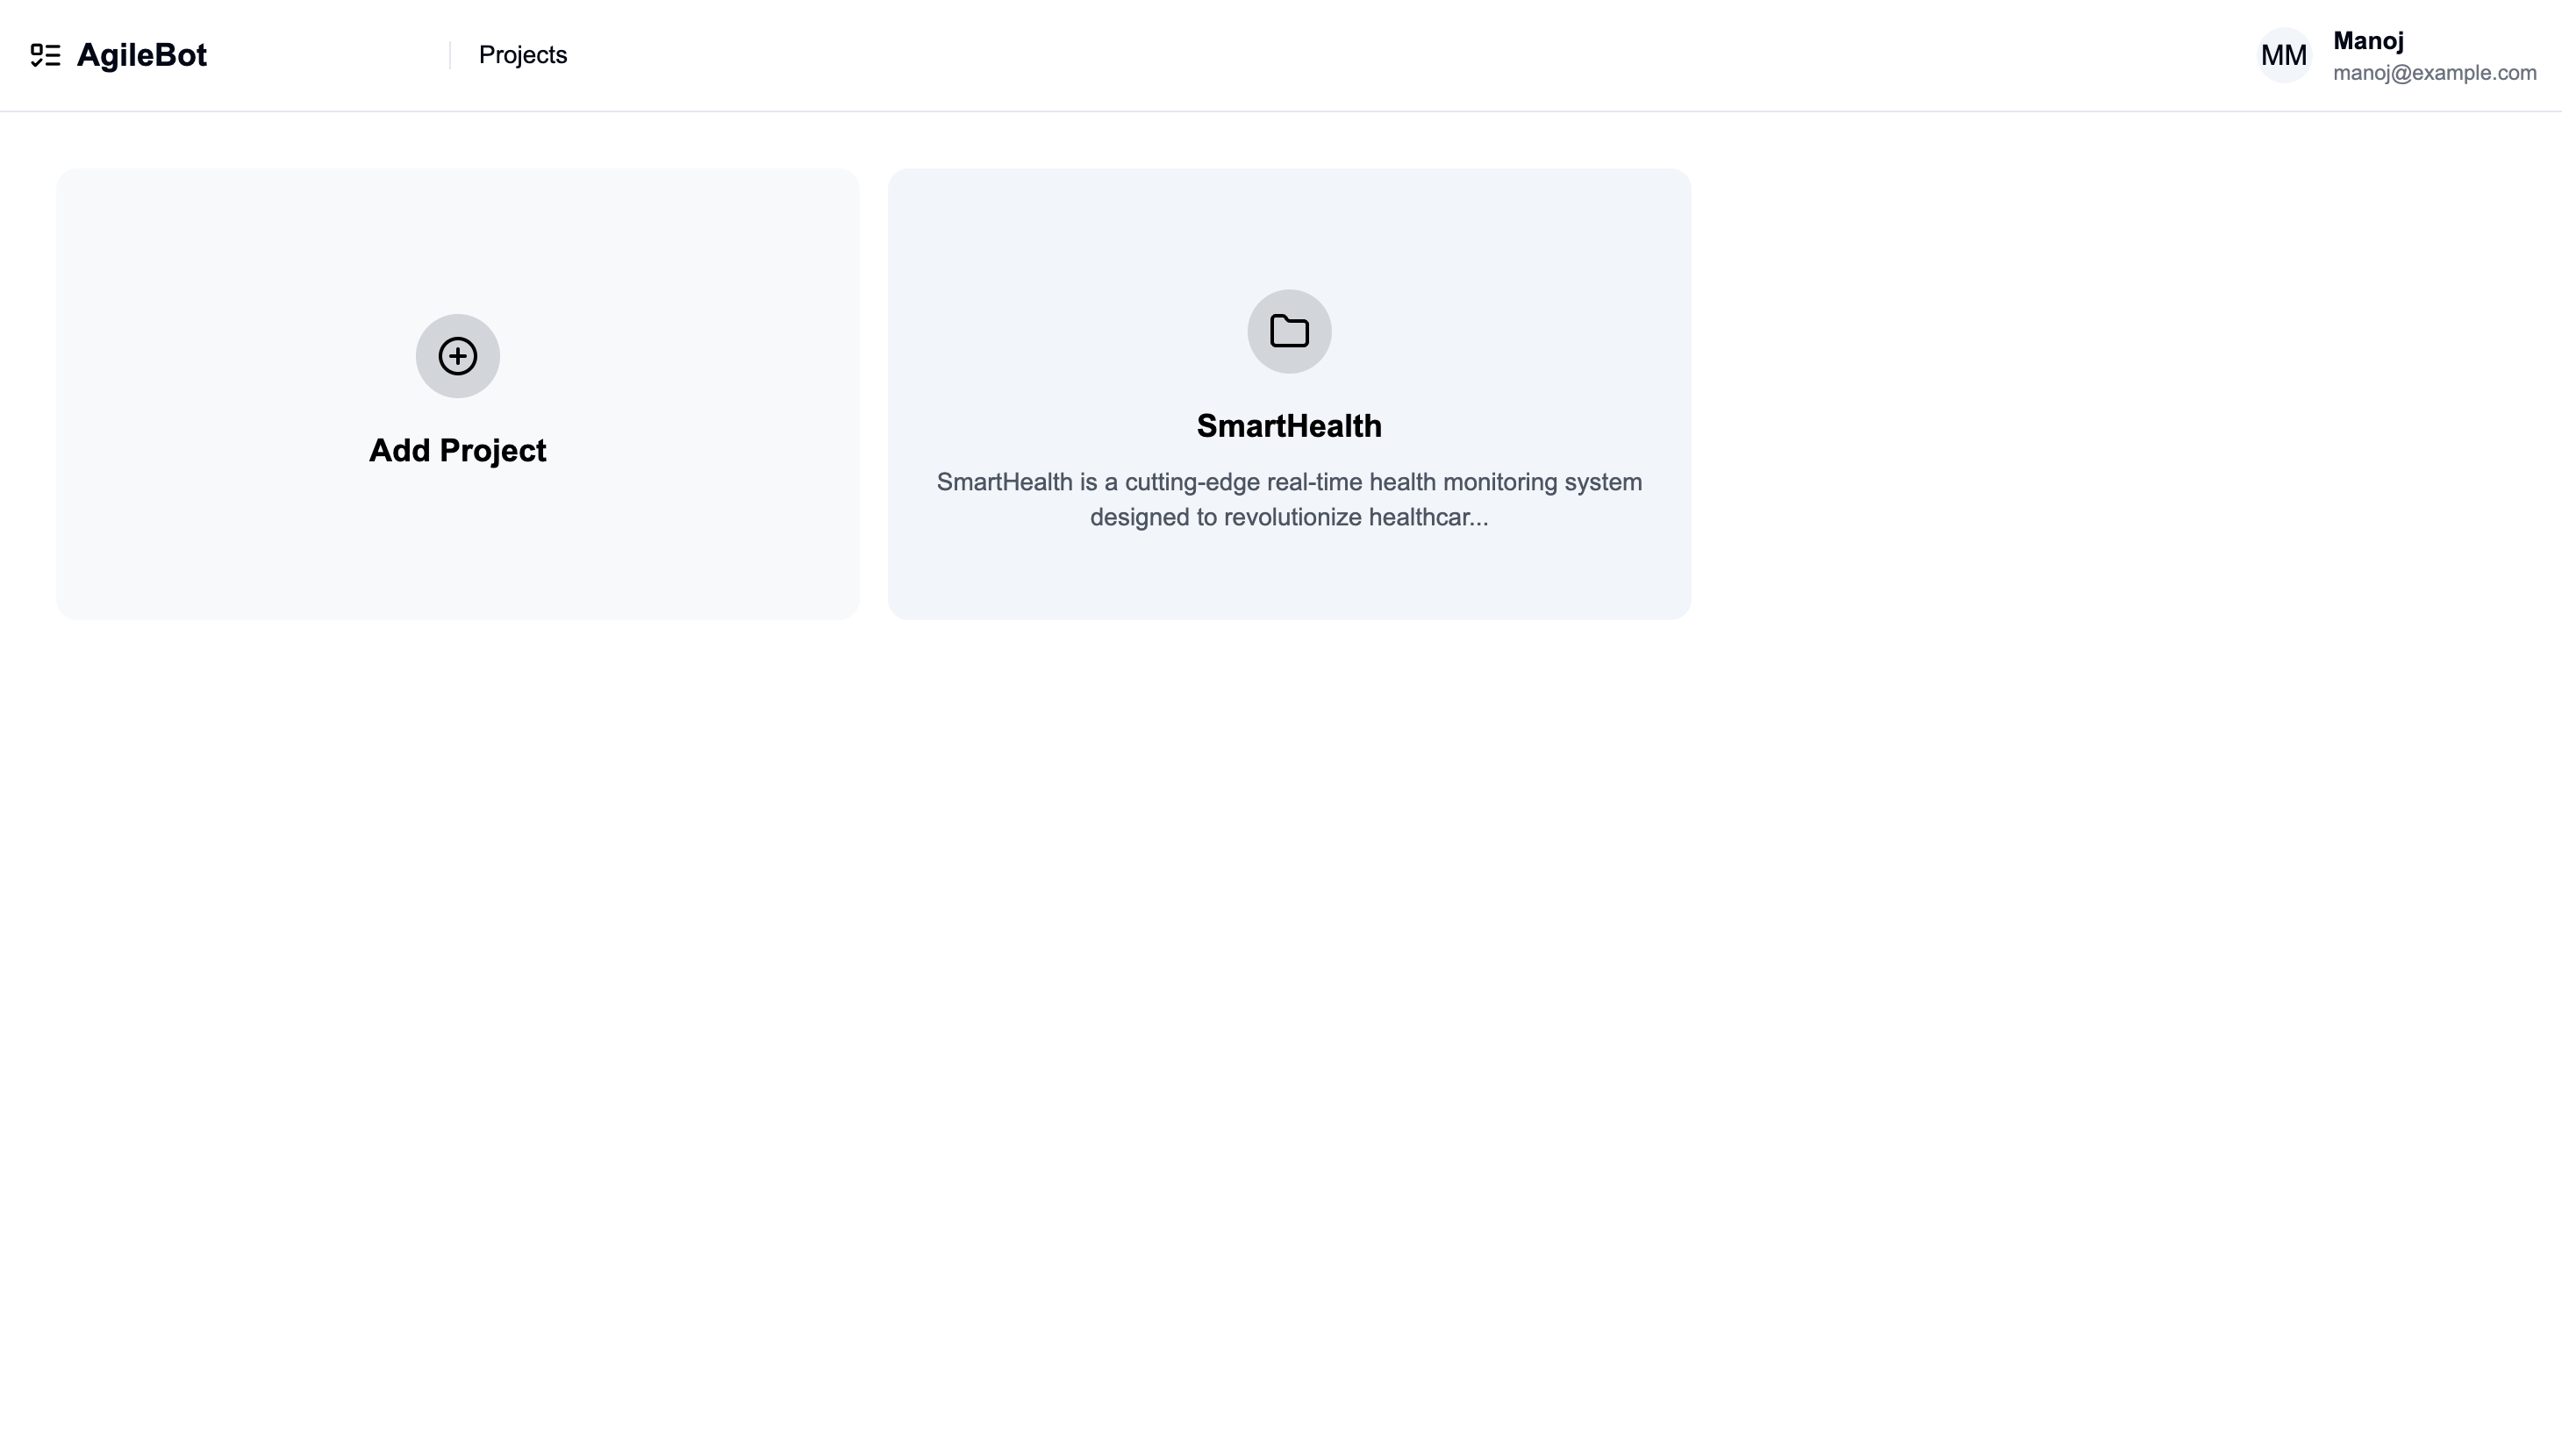 AgileBot
Projects
MM
Manoj
manoj@example.com
Add Project
SmartHealth
SmartHealth is a cutting-edge real-time health monitoring system
designed to revolutionize healthcar...